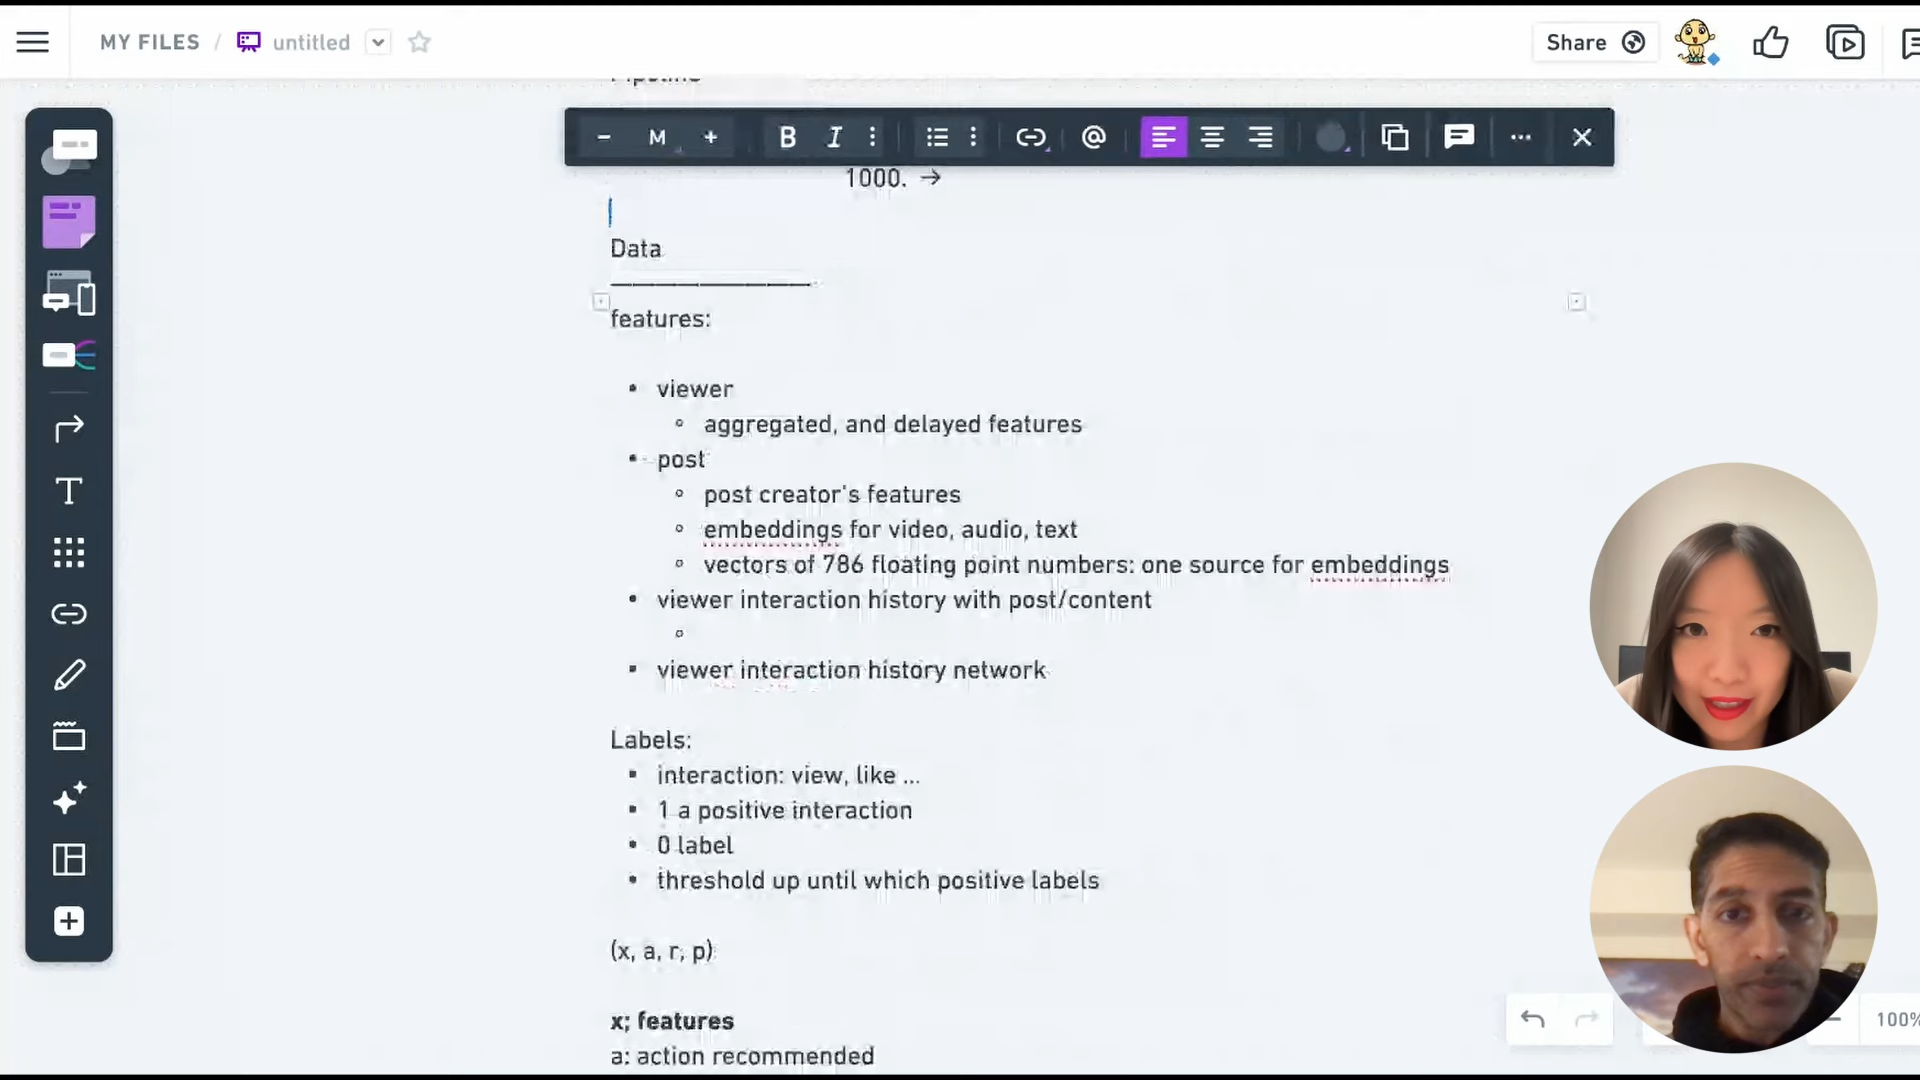 MY FILES / untitled
Share
M
B I
1000. →
Data
features:
• viewer
◦ aggregated, and delayed features
• post
◦ post creator's features
◦ embeddings for video, audio, text
◦ vectors of 786 floating point numbers: one source for embeddings
• viewer interaction history with post/content
• viewer interaction history network
Labels:
• interaction: view, like ...
• 1 a positive interaction
• 0 label
• threshold up until which positive labels
(x, a, r, p)
x; features
a: action recommended
100%